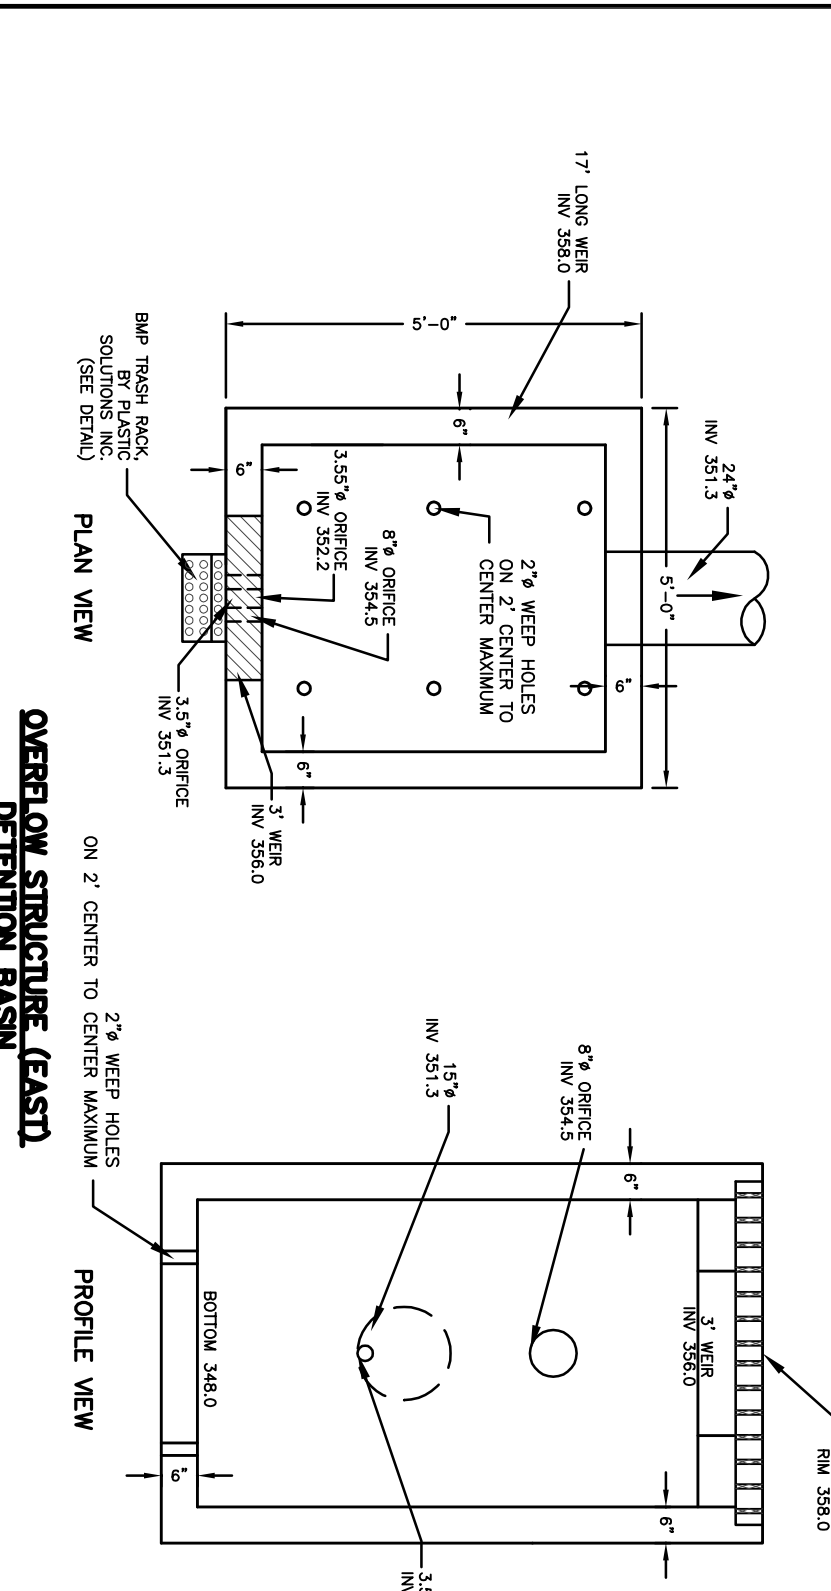 17' LONG WEIR
INV 358.0
5'-0"
24"ø
INV 351.3
5'-0"
6"
6"
6"
6"
2"ø WEEP HOLES
ON 2' CENTER TO
CENTER MAXIMUM
8"ø ORIFICE
INV 354.5
3.55"ø ORIFICE
INV 352.2
BMP TRASH RACK,
BY PLASTIC
SOLUTIONS INC.
(SEE DETAIL)
3.5"ø ORIFICE
INV 351.3
3' WEIR
INV 356.0
PLAN VIEW
RIM 358.0
3' WEIR
INV 356.0
8"ø ORIFICE
INV 354.5
15"ø
INV 351.3
6"
6"
6"
3.5
INV
BOTTOM 348.0
2"ø WEEP HOLES
ON 2' CENTER TO CENTER MAXIMUM
PROFILE VIEW
OVERFLOW STRUCTURE (EAST)
DETENTION BASIN